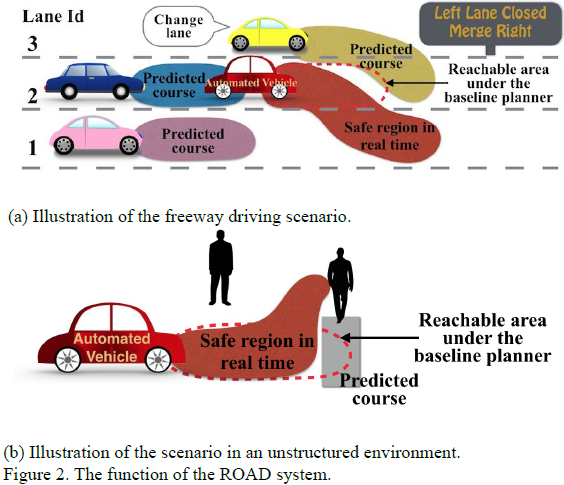 Lane Id
3
2
1
Change
lane
Left Lane Closed
Merge Right
Predicted
course
Reachable area
under the
baseline planner
Predicted
course
Automated Vehicle
Safe region in
real time
Predicted
course
(a) Illustration of the freeway driving scenario.
Automated
Vehicle
Safe region in
real time
Reachable area
under the
baseline planner
Predicted
course
(b) Illustration of the scenario in an unstructured environment.
Figure 2. The function of the ROAD system.